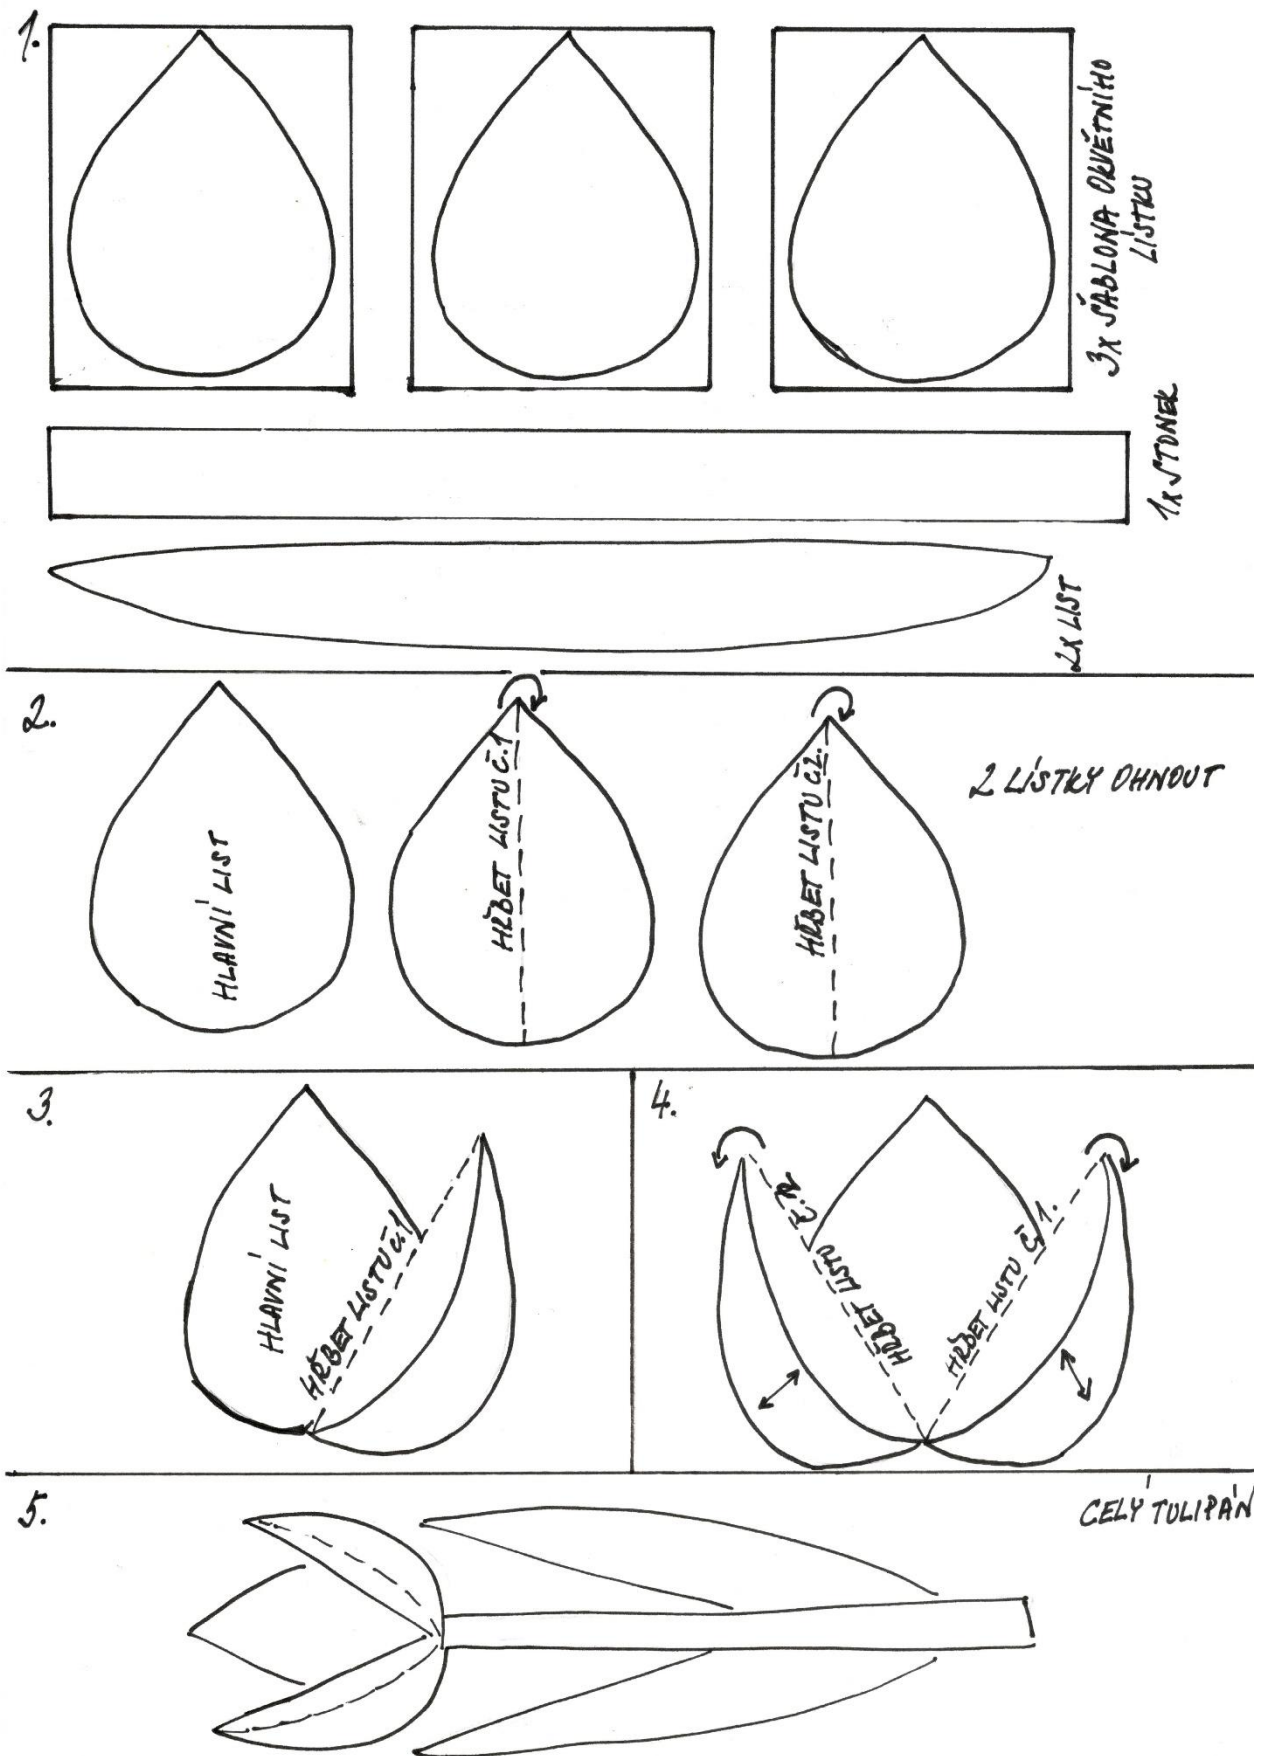 1.
3x ŠABLONA OKVĚTNÍHO
LÍSTKU
1x STONEK
2x LIST
2.
HLAVNÍ LIST
HŘBET LISTU Č.1
HŘBET LISTU Č2.
2 LÍSTKY OHNOUT
3.
HLAVNÍ LIST
HŘBET LISTU Č.1
4.
HŘBET LISTU Č.2
HŘBET LISTU Č.1.
5.
CELÝ TULIPÁN